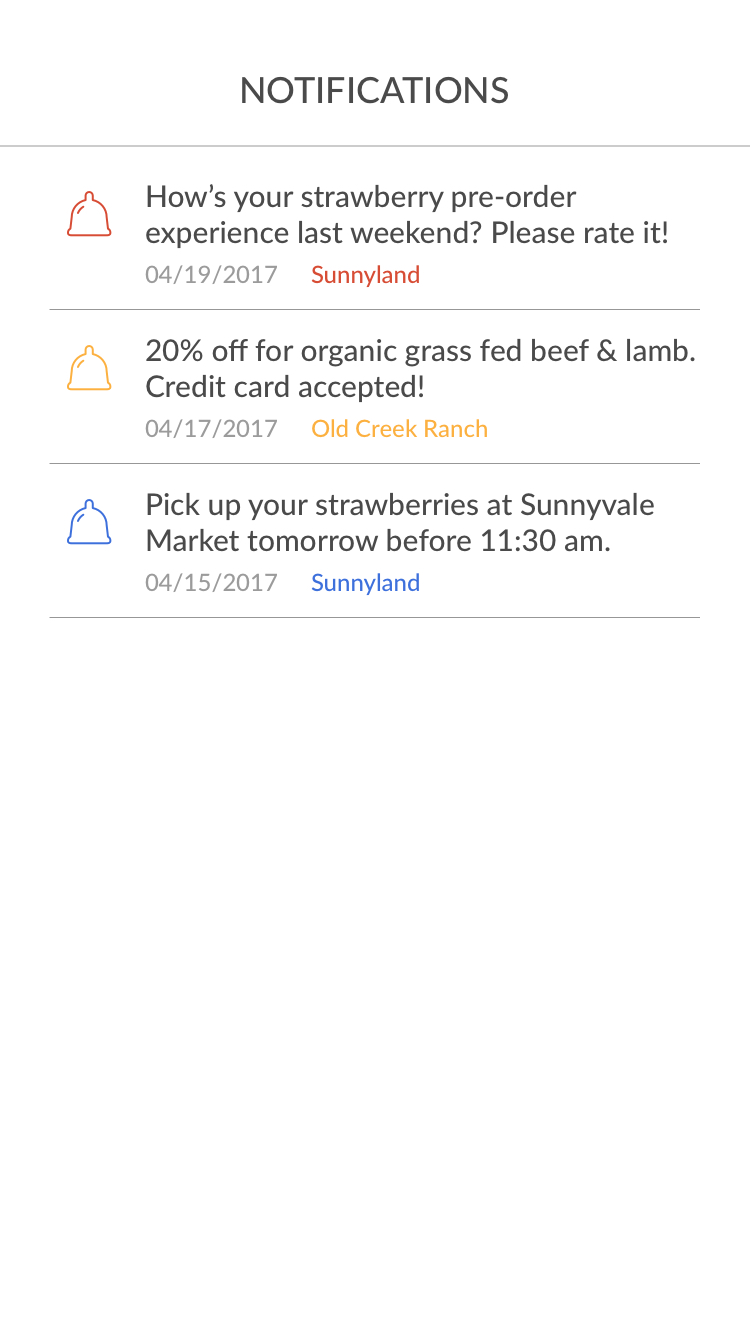 NOTIFICATIONS
How’s your strawberry pre-order
experience last weekend? Please rate it!
04/19/2017 Sunnyland
20% off for organic grass fed beef & lamb.
Credit card accepted!
04/17/2017 Old Creek Ranch
Pick up your strawberries at Sunnyvale
Market tomorrow before 11:30 am.
04/15/2017 Sunnyland